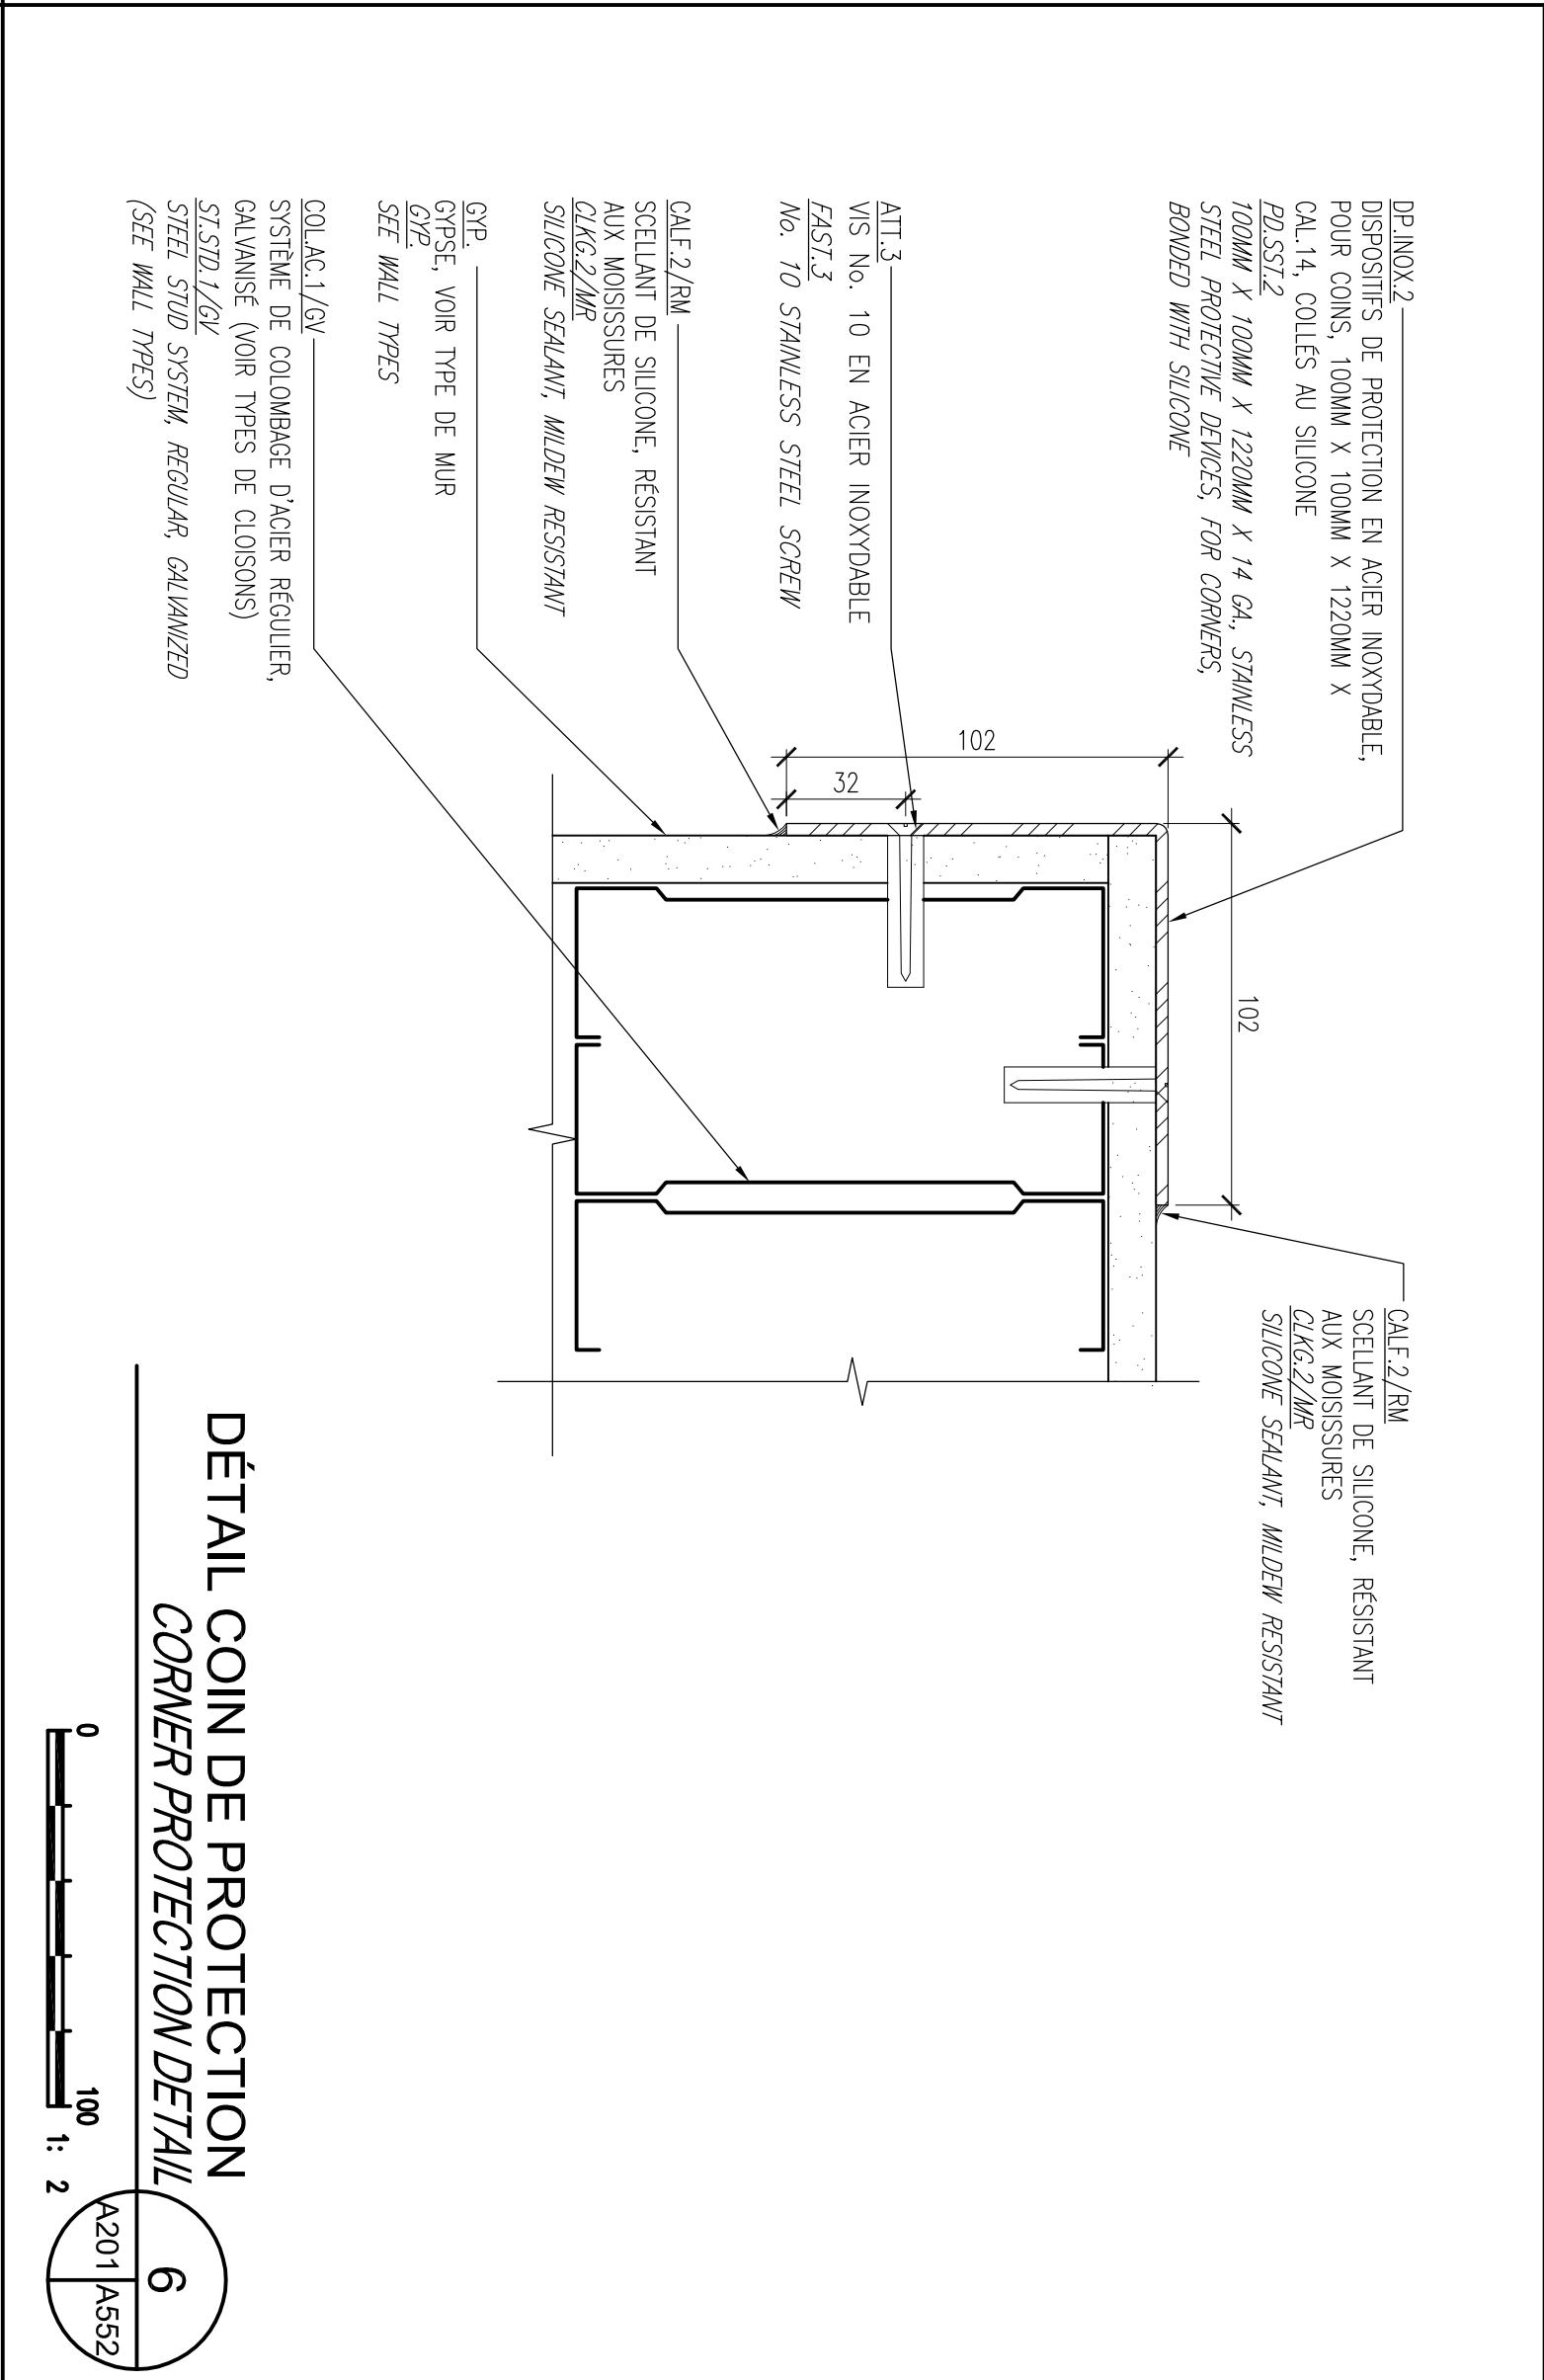 DP.INOX.2
DISPOSITIFS DE PROTECTION EN ACIER INOXYDABLE,
POUR COINS, 100MM X 100MM X 1220MM X
CAL.14, COLLÉS AU SILICONE
PD.SST.2
100MM X 100MM X 1220MM X 14 GA., STAINLESS
STEEL PROTECTIVE DEVICES, FOR CORNERS,
BONDED WITH SILICONE
ATT.3
VIS No. 10 EN ACIER INOXYDABLE
FAST.3
No. 10 STAINLESS STEEL SCREW
CALF.2/RM
SCELLANT DE SILICONE, RÉSISTANT
AUX MOISISSURES
CLKG.2/MR
SILICONE SEALANT, MILDEW RESISTANT
GYP.
GYPSE, VOIR TYPE DE MUR
GYP.
SEE WALL TYPES
COL.AC.1/GV
SYSTÈME DE COLOMBAGE D'ACIER RÉGULIER,
GALVANISÉ (VOIR TYPES DE CLOISONS)
ST.STD.1/GV
STEEL STUD SYSTEM, REGULAR, GALVANIZED
(SEE WALL TYPES)
102
32
102
CALF.2/RM
SCELLANT DE SILICONE, RÉSISTANT
AUX MOISISSURES
CLKG.2/MR
SILICONE SEALANT, MILDEW RESISTANT
DÉTAIL COIN DE PROTECTION
CORNER PROTECTION DETAIL
0 100 1: 2
6
A201 A552